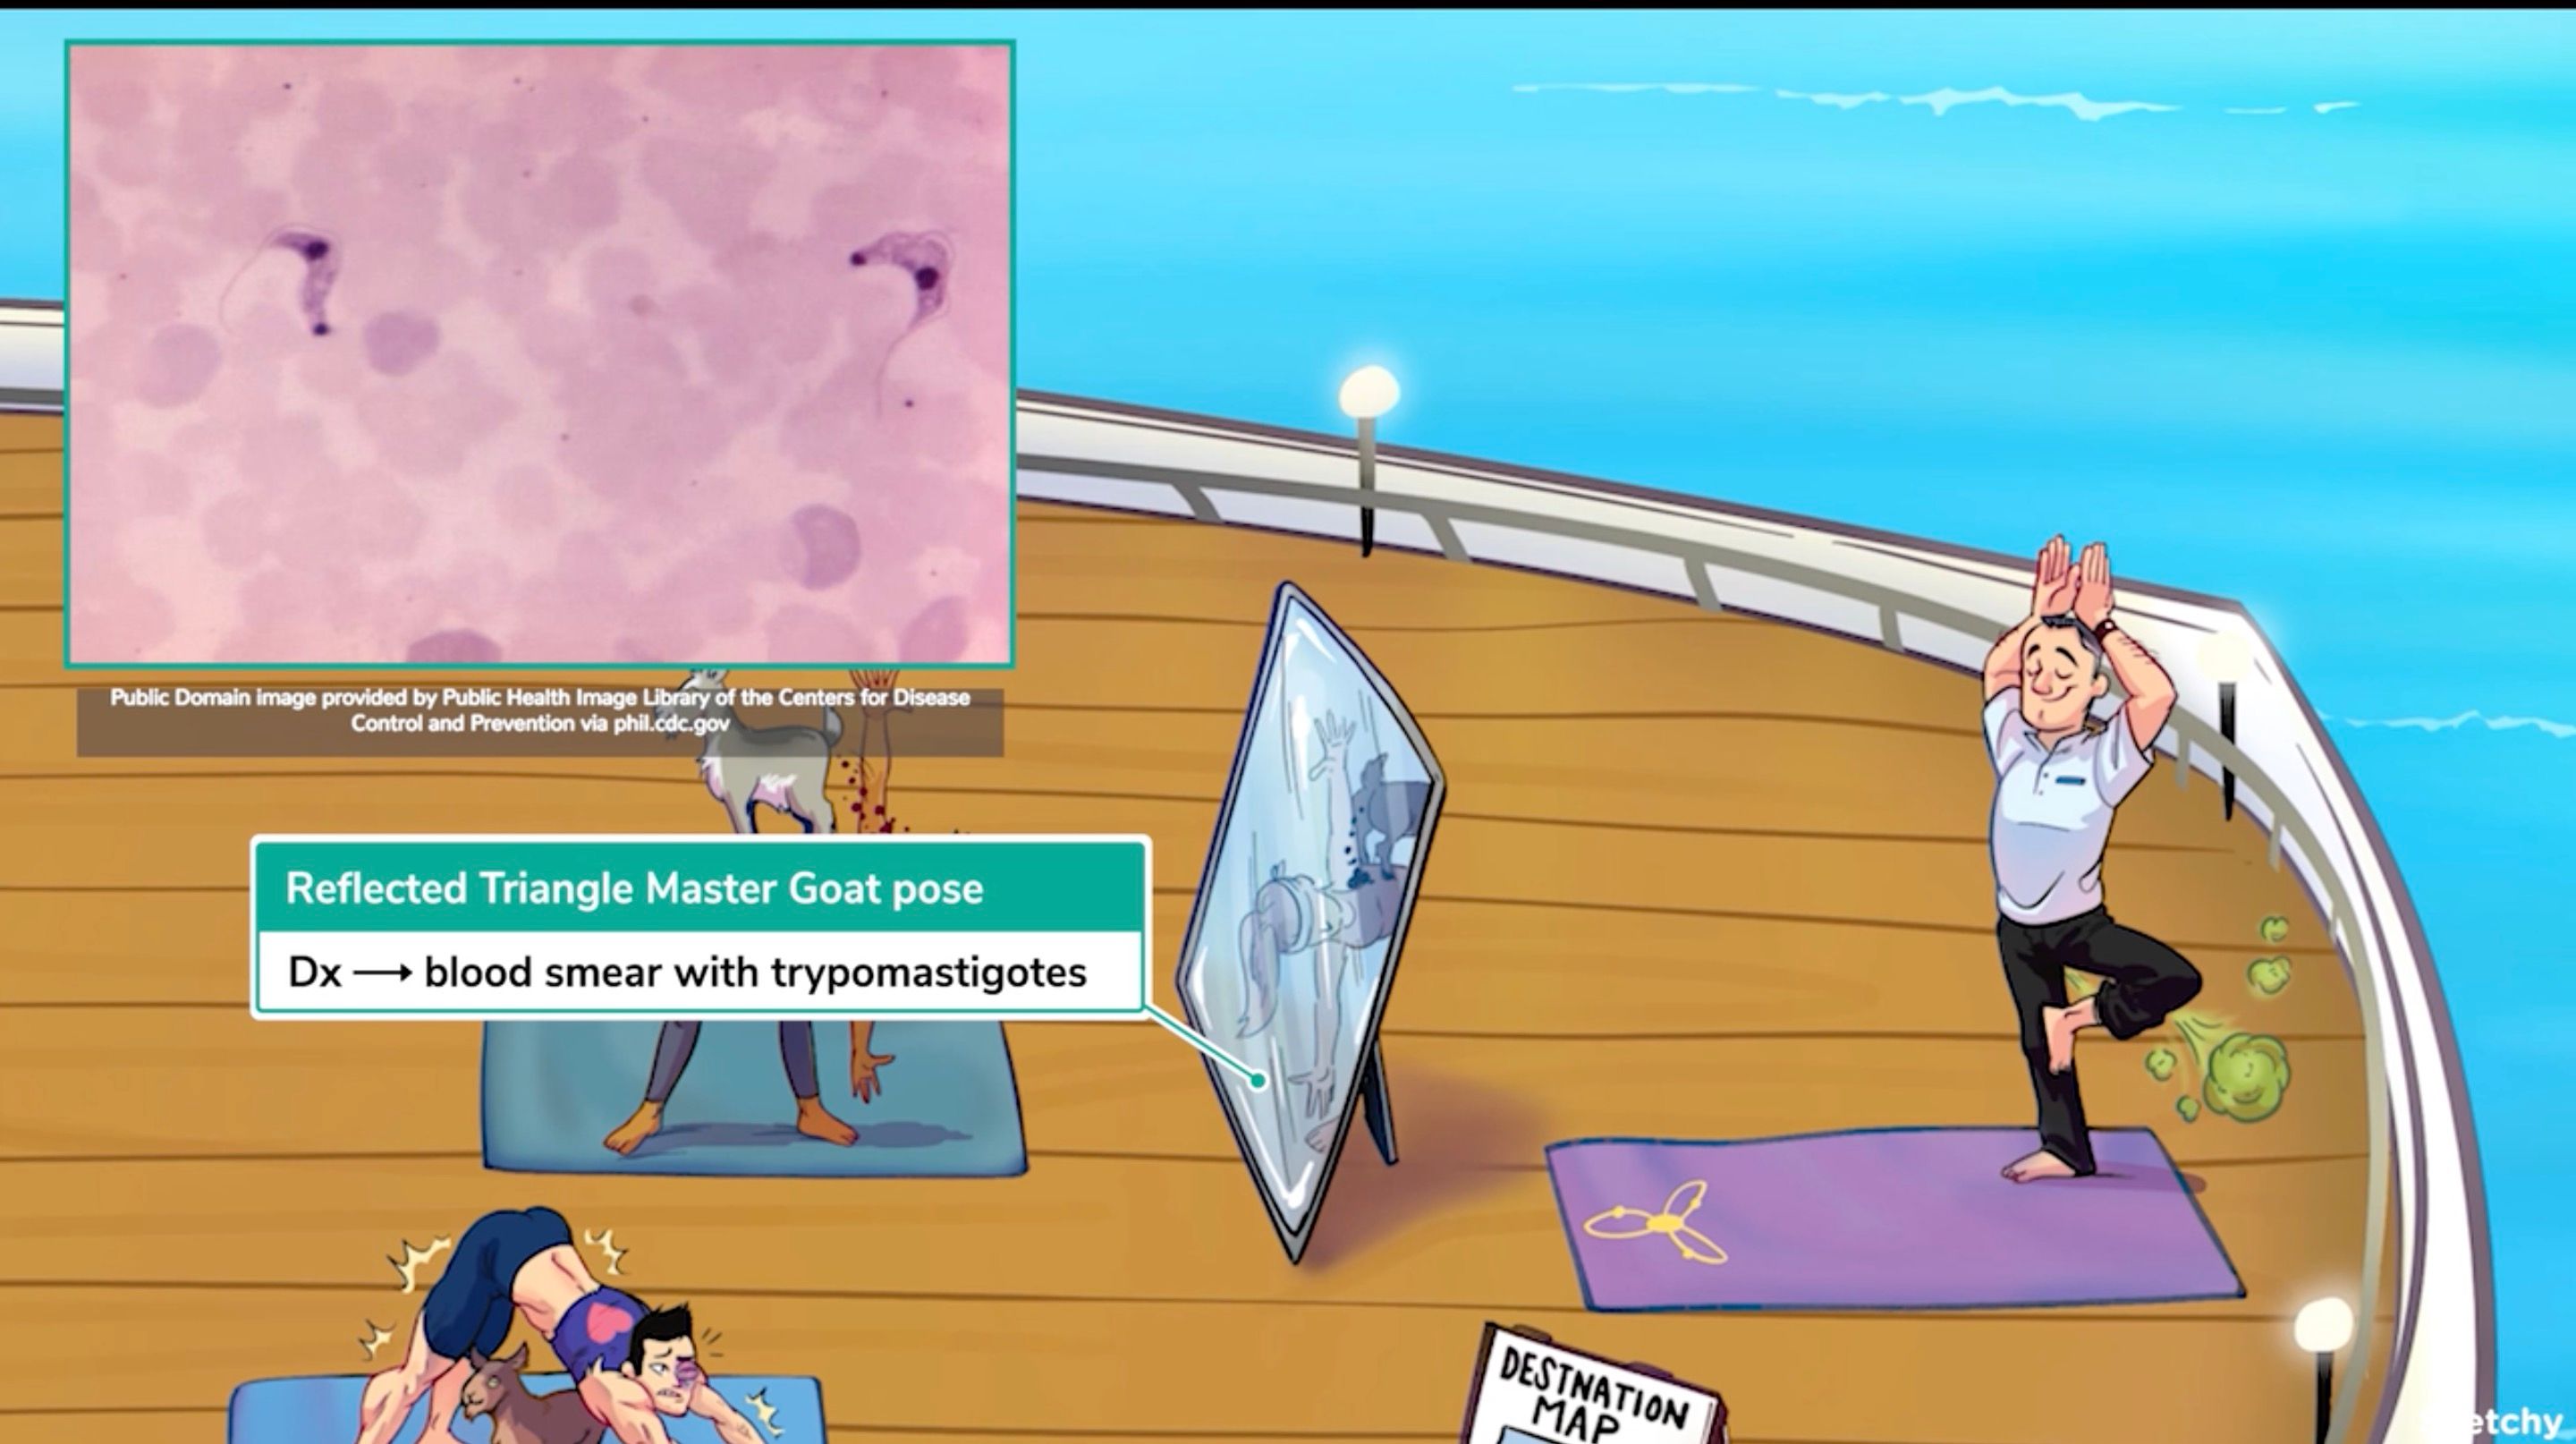 Public Domain image provided by Public Health Image Library of the Centers for Disease
Control and Prevention via phil.cdc.gov
Reflected Triangle Master Goat pose
Dx → blood smear with trypomastigotes
DESTNATION
MAP
etchy